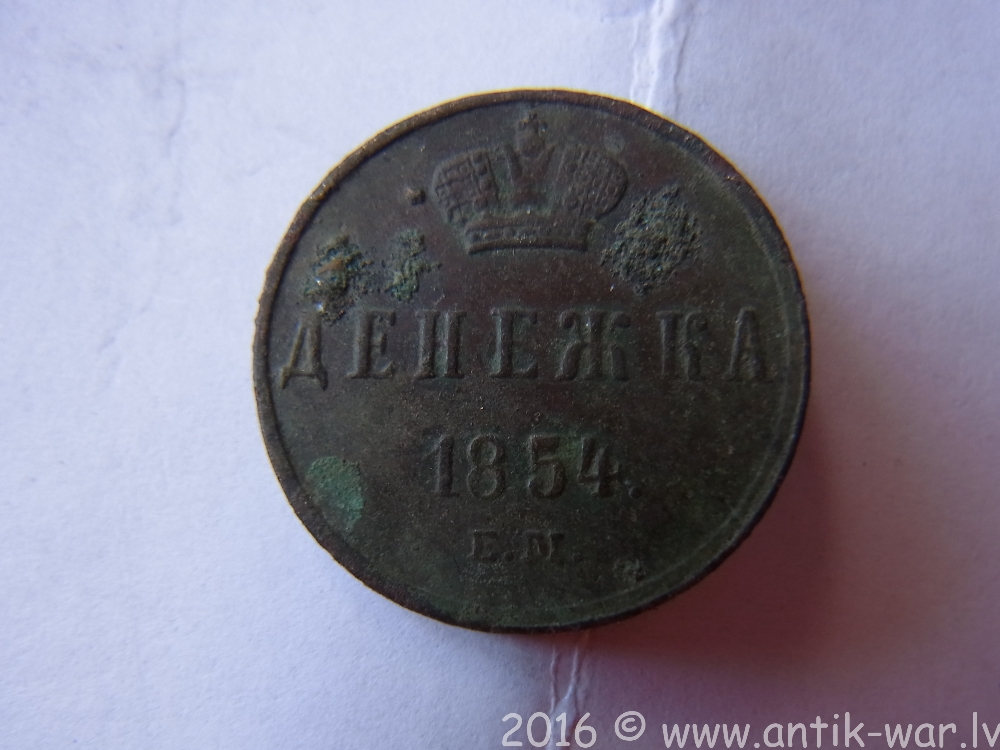 ДЕНЕЖКА
1854.
Е.М.
2016 © www.antik-war.lv